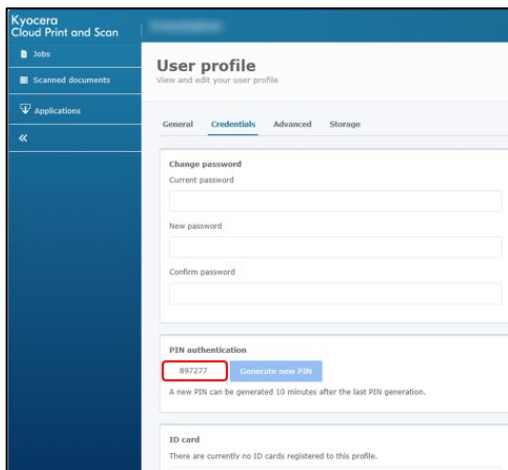 Kyocera
Cloud Print and Scan
Jobs
Scanned documents
Applications
User profile
View and edit your user profile
General Credentials Advanced Storage
Change password
Current password
New password
Confirm password
PIN authentication
897277 Generate new PIN
A new PIN can be generated 10 minutes after the last PIN generation.
ID card
There are currently no ID cards registered to this profile.